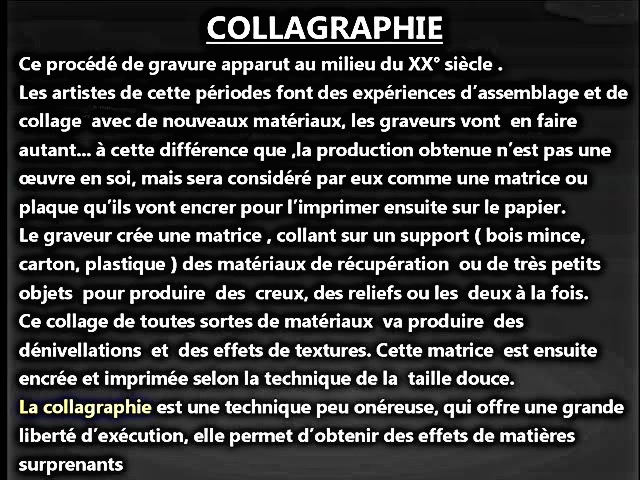 COLLAGRAPHIE
Ce procédé de gravure apparut au milieu du XX° siècle .
Les artistes de cette périodes font des expériences d’assemblage et de
collage avec de nouveaux matériaux, les graveurs vont en faire
autant... à cette différence que ,la production obtenue n’est pas une
œuvre en soi, mais sera considéré par eux comme une matrice ou
plaque qu’ils vont encrer pour l’imprimer ensuite sur le papier.
Le graveur crée une matrice , collant sur un support ( bois mince,
carton, plastique ) des matériaux de récupération ou de très petits
objets pour produire des creux, des reliefs ou les deux à la fois.
Ce collage de toutes sortes de matériaux va produire des
dénivellations et des effets de textures. Cette matrice est ensuite
encrée et imprimée selon la technique de la taille douce.
La collagraphie est une technique peu onéreuse, qui offre une grande
liberté d’exécution, elle permet d’obtenir des effets de matières
surprenants